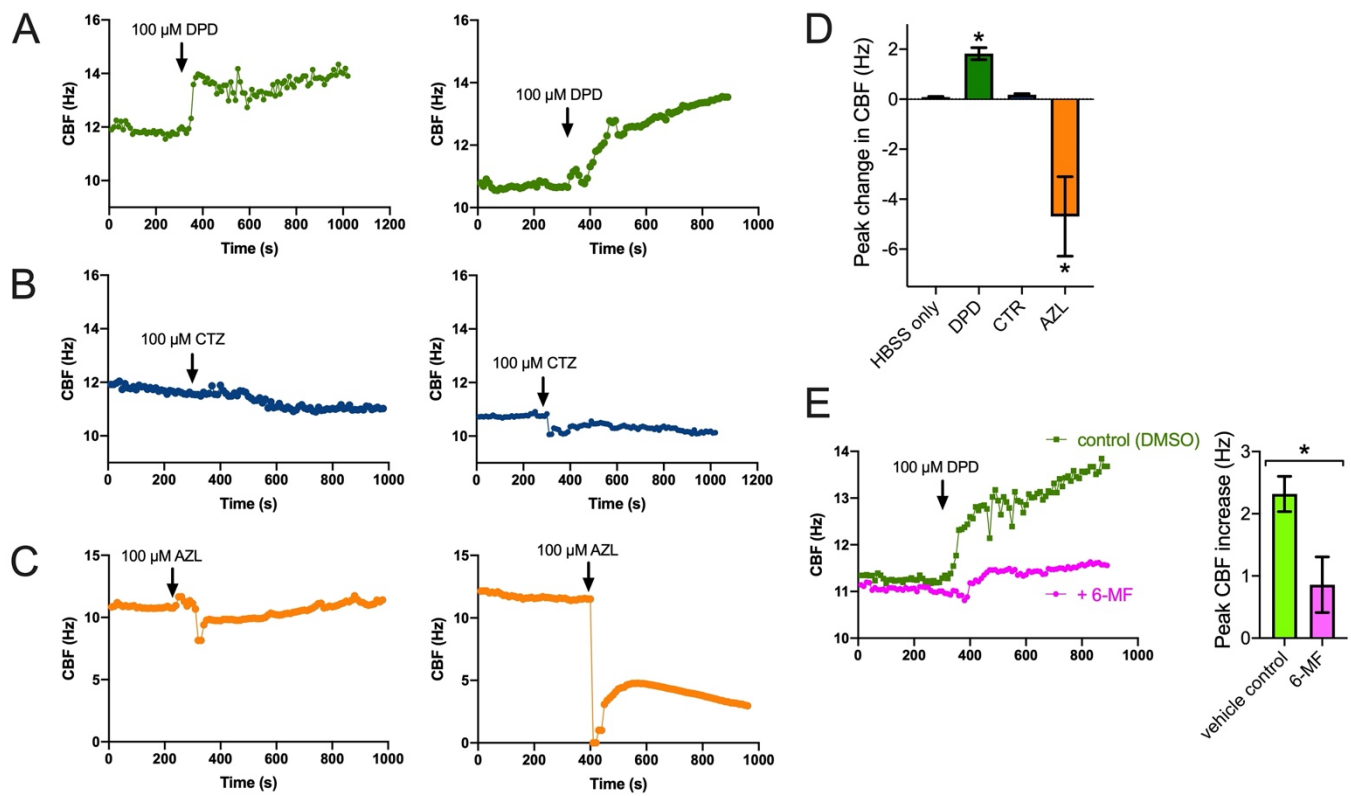 A
16
14
12
10
CBF (Hz)
100 µM DPD
0 200 400 600 800 1000 1200
Time (s)
16
14
12
10
CBF (Hz)
100 µM DPD
0 200 400 600 800 1000
Time (s)
B
16
14
12
10
CBF (Hz)
100 µM CTZ
0 200 400 600 800 1000
Time (s)
16
14
12
10
CBF (Hz)
100 µM CTZ
0 200 400 600 800 1000 1200
Time (s)
C
15
10
5
0
CBF (Hz)
100 µM AZL
0 200 400 600 800 1000
Time (s)
15
10
5
0
CBF (Hz)
100 µM AZL
0 200 400 600 800 1000
Time (s)
D
Peak change in CBF (Hz)
2
0
-2
-4
-6
*
*
HBSS only
DPD
CTR
AZL
E
control (DMSO)
14
13
12
11
10
CBF (Hz)
100 µM DPD
+ 6-MF
0 200 400 600 800 1000
Time (s)
Peak CBF increase (Hz)
3
2
1
0
*
vehicle control
6-MF